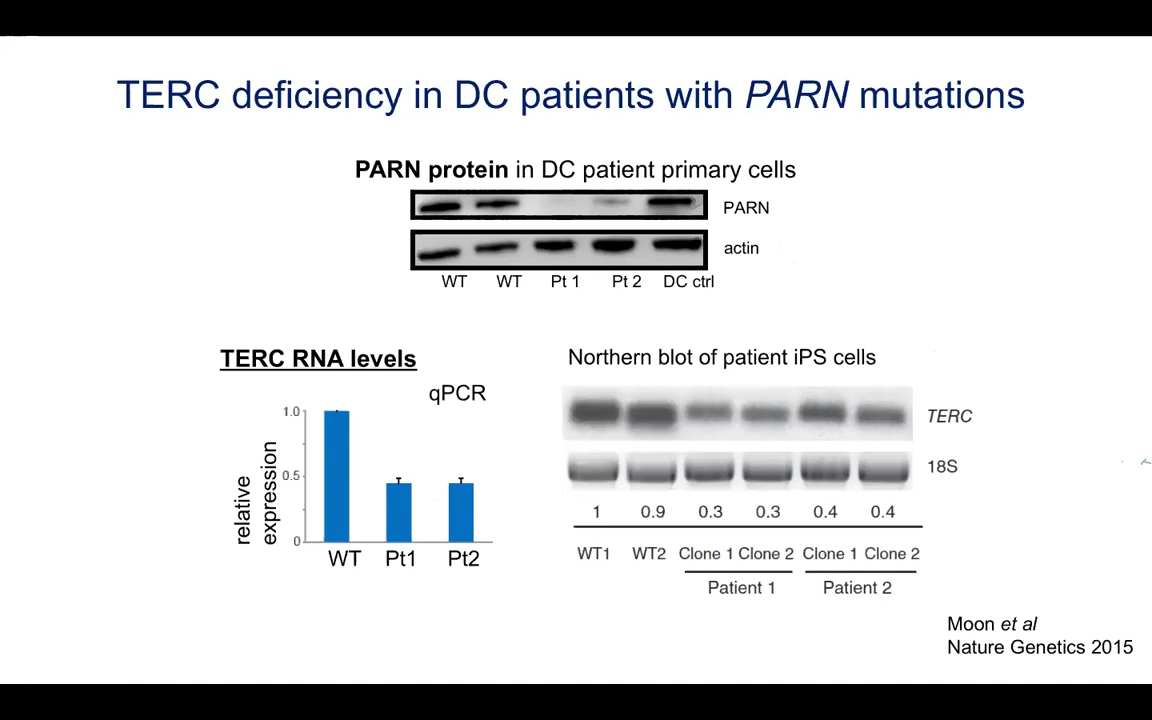 TERC deficiency in DC patients with PARN mutations
PARN protein in DC patient primary cells
PARN
actin
WT WT Pt 1 Pt 2 DC ctrl
TERC RNA levels
qPCR
relative
expression
1.0
0.5
0
WT Pt1 Pt2
Northern blot of patient iPS cells
TERC
18S
1 0.9 0.3 0.3 0.4 0.4
WT1 WT2 Clone 1 Clone 2 Clone 1 Clone 2
Patient 1 Patient 2
Moon et al
Nature Genetics 2015